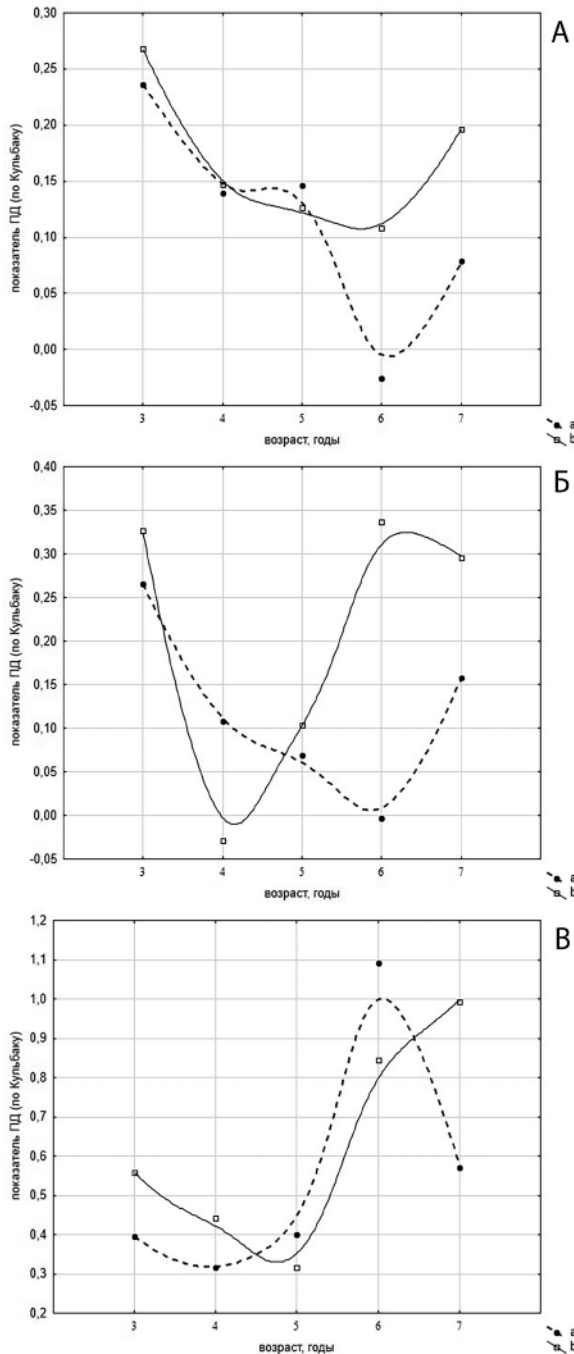 А
0,30
0,25
0,20
0,15
0,10
0,05
0,00
-0,05
показатель ПД (по Кульбаку)
3 4 5 6 7
возраст, годы
a
b
Б
0,40
0,35
0,30
0,25
0,20
0,15
0,10
0,05
0,00
-0,05
показатель ПД (по Кульбаку)
3 4 5 6 7
возраст, годы
a
b
В
1,2
1,1
1,0
0,9
0,8
0,7
0,6
0,5
0,4
0,3
0,2
показатель ПД (по Кульбаку)
3 4 5 6 7
возраст, годы
a
b